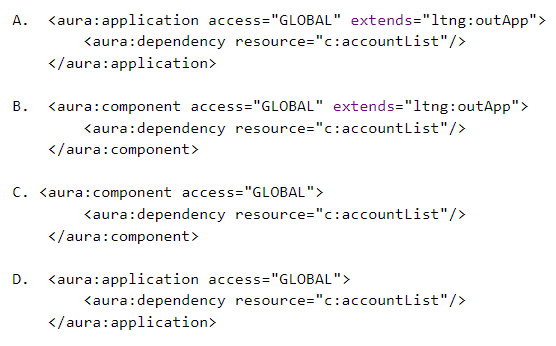 A. <aura:application access="GLOBAL" extends="ltng:outApp">
<aura:dependency resource="c:accountList"/>
</aura:application>
B. <aura:component access="GLOBAL" extends="ltng:outApp">
<aura:dependency resource="c:accountList"/>
</aura:component>
C. <aura:component access="GLOBAL">
<aura:dependency resource="c:accountList"/>
</aura:component>
D. <aura:application access="GLOBAL">
<aura:dependency resource="c:accountList"/>
</aura:application>